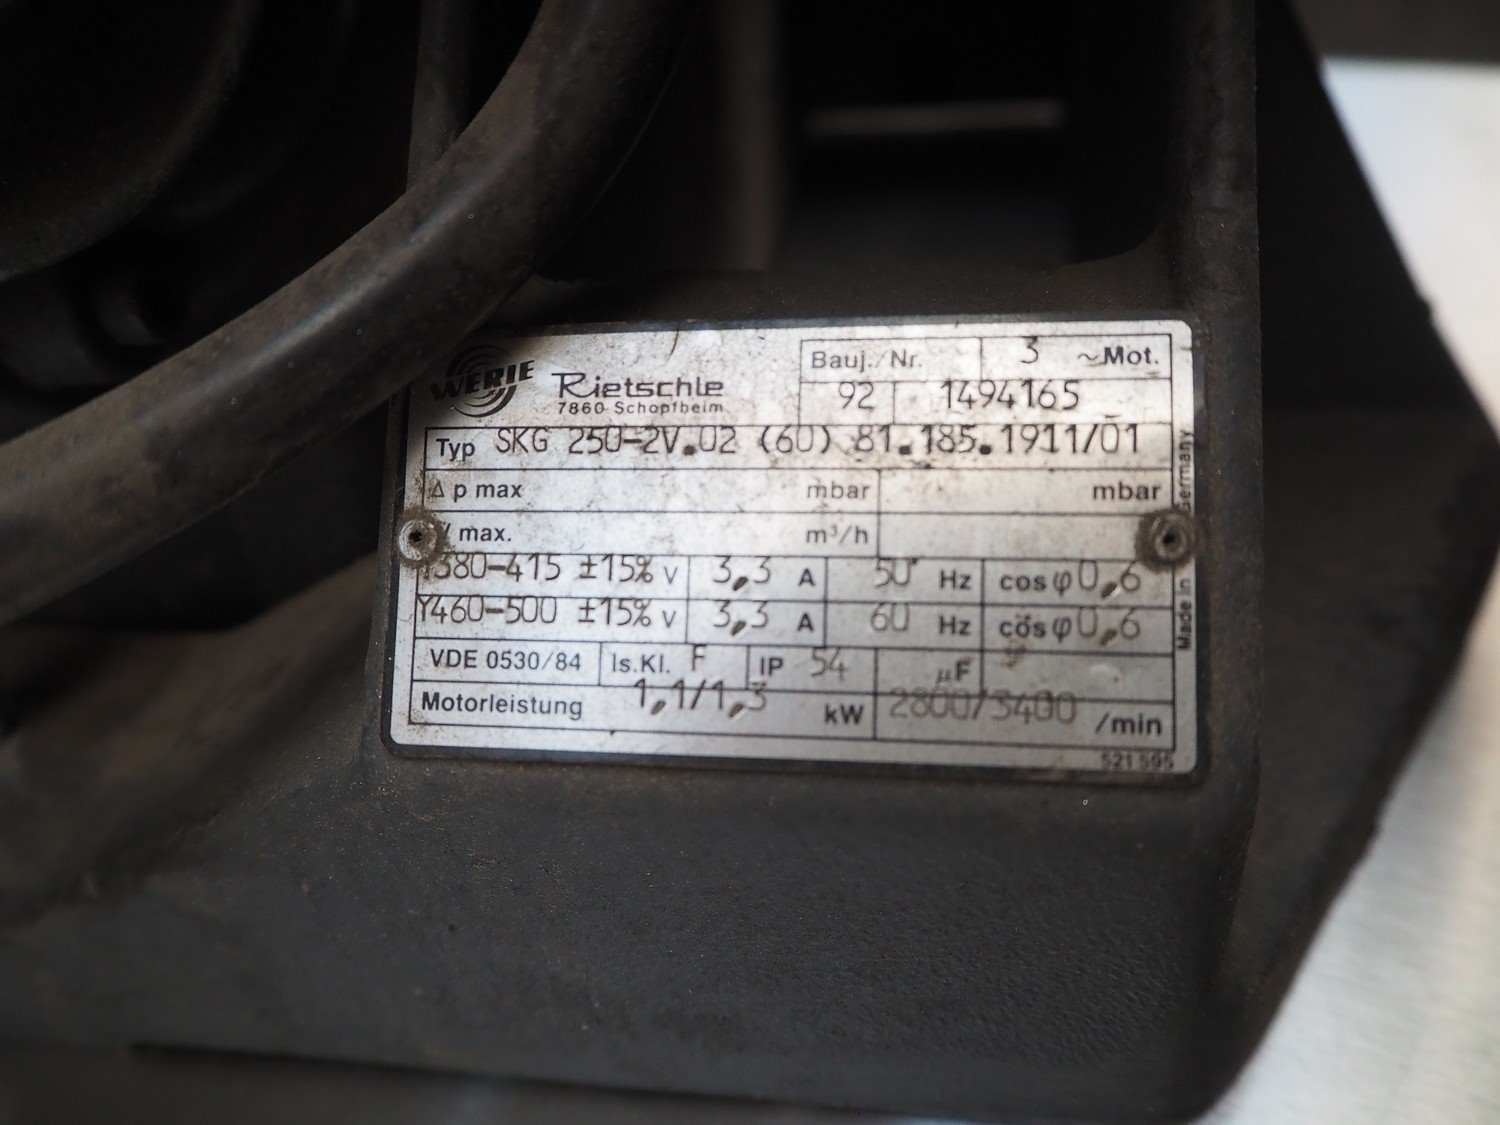 WERIE Rietschle
7860 Schopfheim
Bauj./Nr. 3 ~Mot.
92 1494165
Typ SKG 250-2V.02 (60) 81.185.1911/01
Δ p max mbar mbar
max. m³/h
Y380-415 ±15% V 3,3 A 50 Hz cos φ 0,6
Y460-500 ±15% V 3,3 A 60 Hz cos φ 0,6
VDE 0530/84 Is.Kl. F IP 54 µF
Motorleistung 1,1/1,3 kW 2800/3400 /min
521 595
Made in Germany